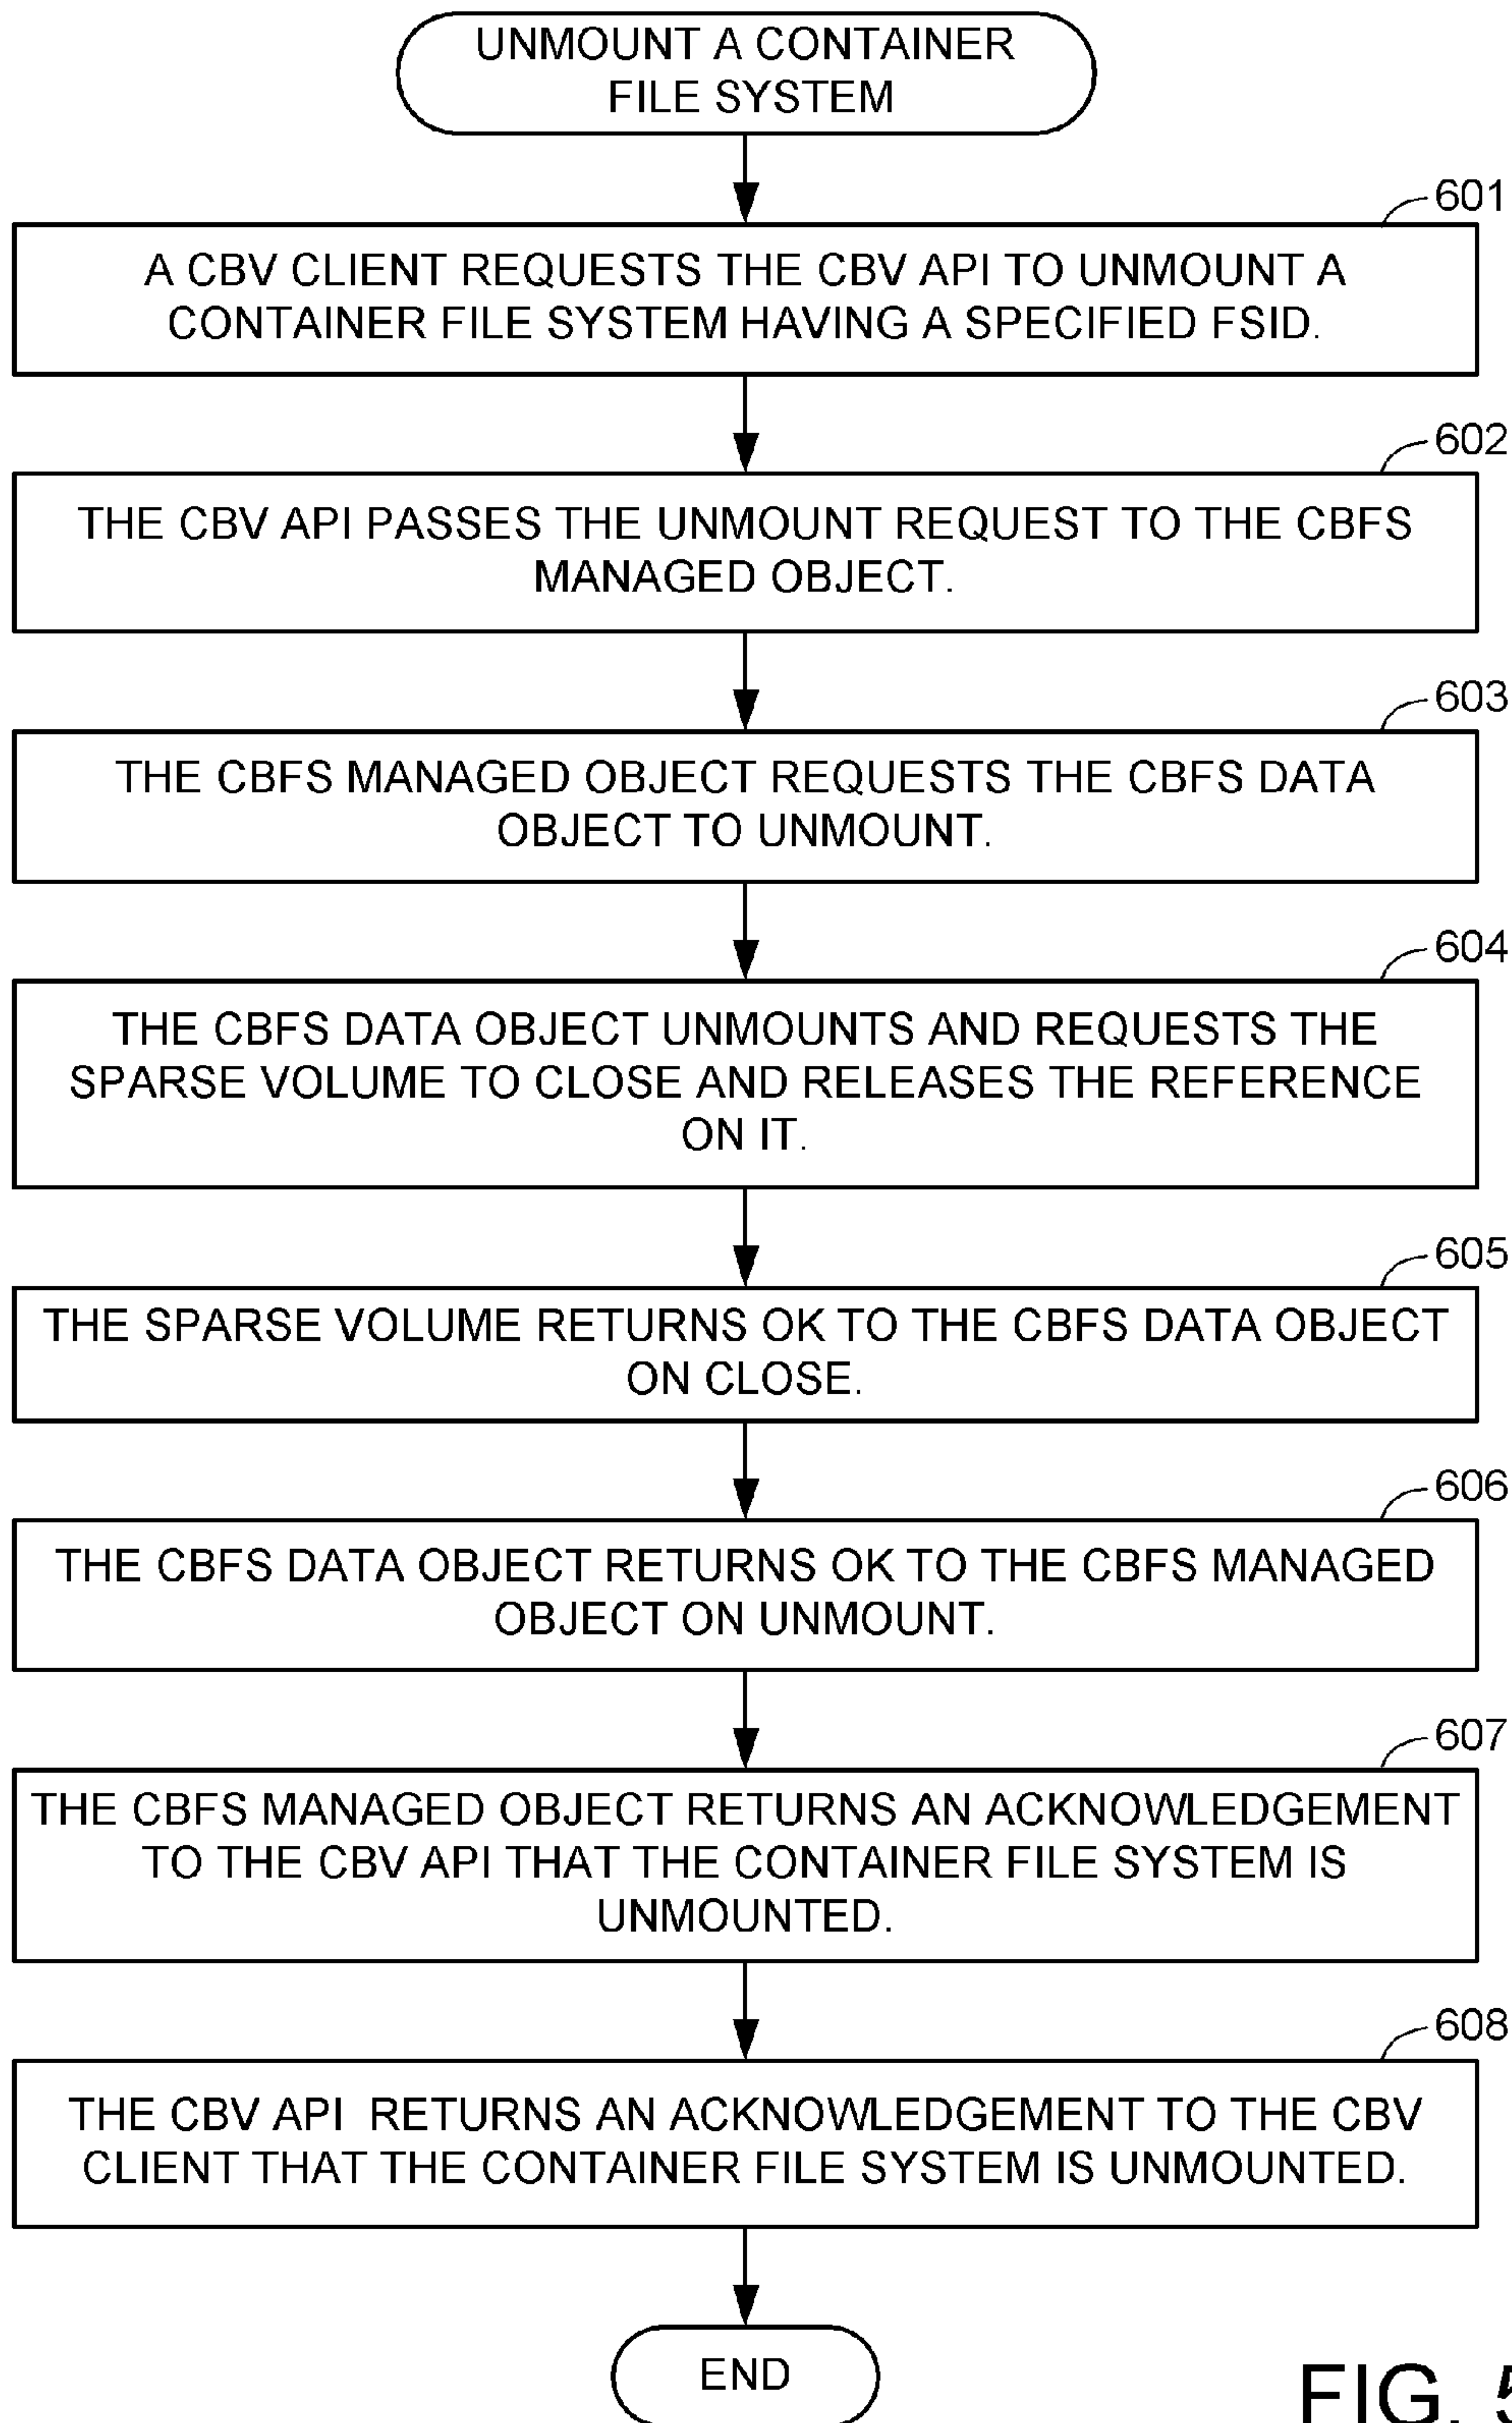 UNMOUNT A CONTAINER
FILE SYSTEM
601
A CBV CLIENT REQUESTS THE CBV API TO UNMOUNT A
CONTAINER FILE SYSTEM HAVING A SPECIFIED FSID.
602
THE CBV API PASSES THE UNMOUNT REQUEST TO THE CBFS
MANAGED OBJECT.
603
THE CBFS MANAGED OBJECT REQUESTS THE CBFS DATA
OBJECT TO UNMOUNT.
604
THE CBFS DATA OBJECT UNMOUNTS AND REQUESTS THE
SPARSE VOLUME TO CLOSE AND RELEASES THE REFERENCE
ON IT.
605
THE SPARSE VOLUME RETURNS OK TO THE CBFS DATA OBJECT
ON CLOSE.
606
THE CBFS DATA OBJECT RETURNS OK TO THE CBFS MANAGED
OBJECT ON UNMOUNT.
607
THE CBFS MANAGED OBJECT RETURNS AN ACKNOWLEDGEMENT
TO THE CBV API THAT THE CONTAINER FILE SYSTEM IS
UNMOUNTED.
608
THE CBV API RETURNS AN ACKNOWLEDGEMENT TO THE CBV
CLIENT THAT THE CONTAINER FILE SYSTEM IS UNMOUNTED.
END
FIG. 5